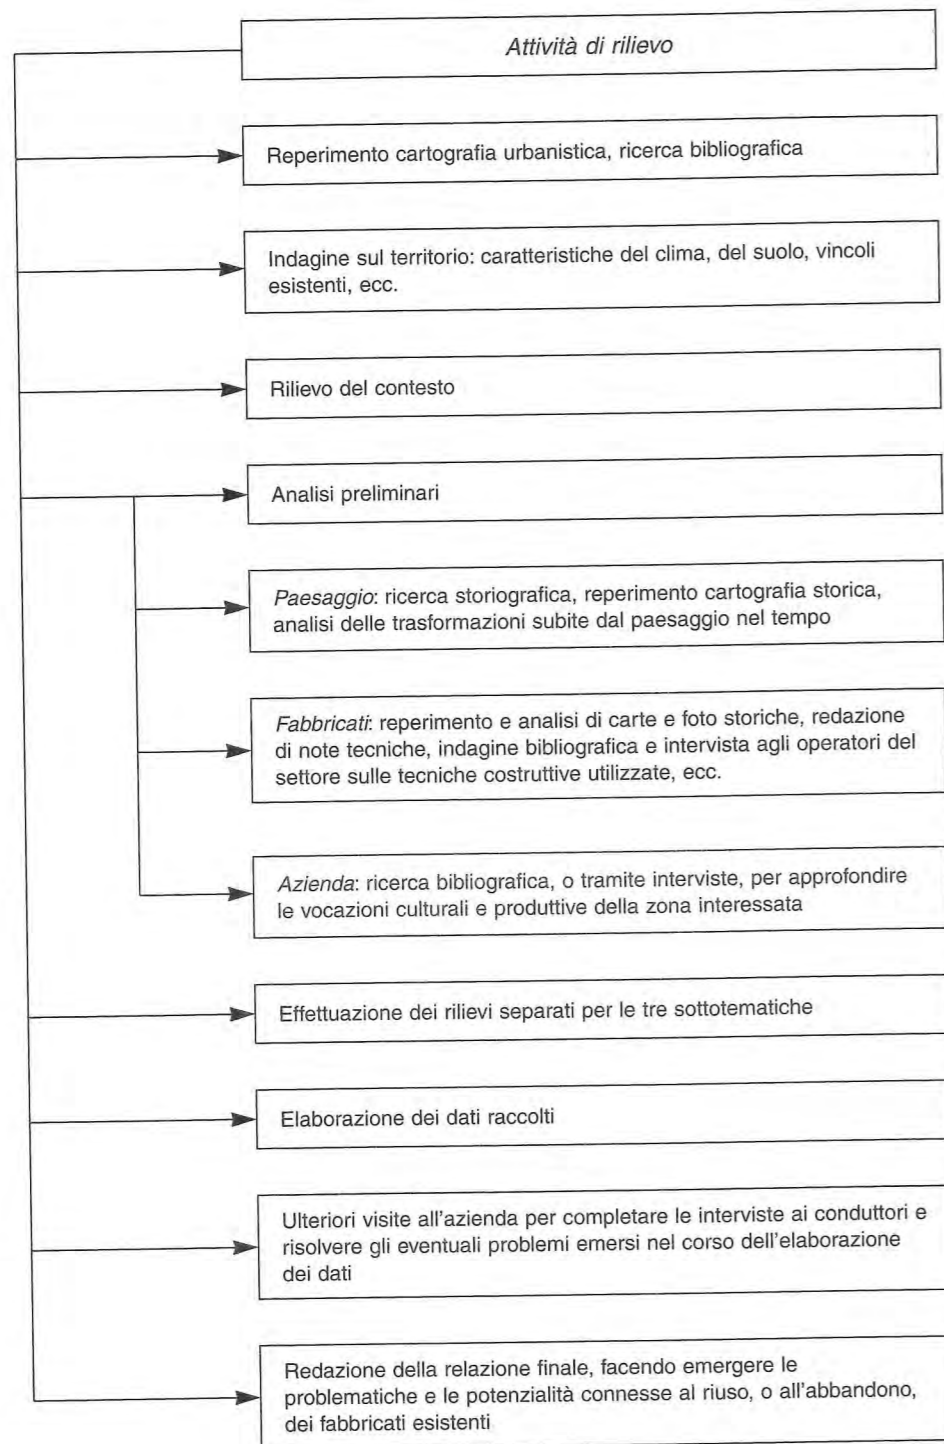 Attività di rilievo
Reperimento cartografia urbanistica, ricerca bibliografica
Indagine sul territorio: caratteristiche del clima, del suolo, vincoli
esistenti, ecc.
Rilievo del contesto
Analisi preliminari
Paesaggio: ricerca storiografica, reperimento cartografia storica,
analisi delle trasformazioni subite dal paesaggio nel tempo
Fabbricati: reperimento e analisi di carte e foto storiche, redazione
di note tecniche, indagine bibliografica e intervista agli operatori del
settore sulle tecniche costruttive utilizzate, ecc.
Azienda: ricerca bibliografica, o tramite interviste, per approfondire
le vocazioni culturali e produttive della zona interessata
Effettuazione dei rilievi separati per le tre sottotematiche
Elaborazione dei dati raccolti
Ulteriori visite all'azienda per completare le interviste ai conduttori e
risolvere gli eventuali problemi emersi nel corso dell'elaborazione
dei dati
Redazione della relazione finale, facendo emergere le
problematiche e le potenzialità connesse al riuso, o all'abbandono,
dei fabbricati esistenti